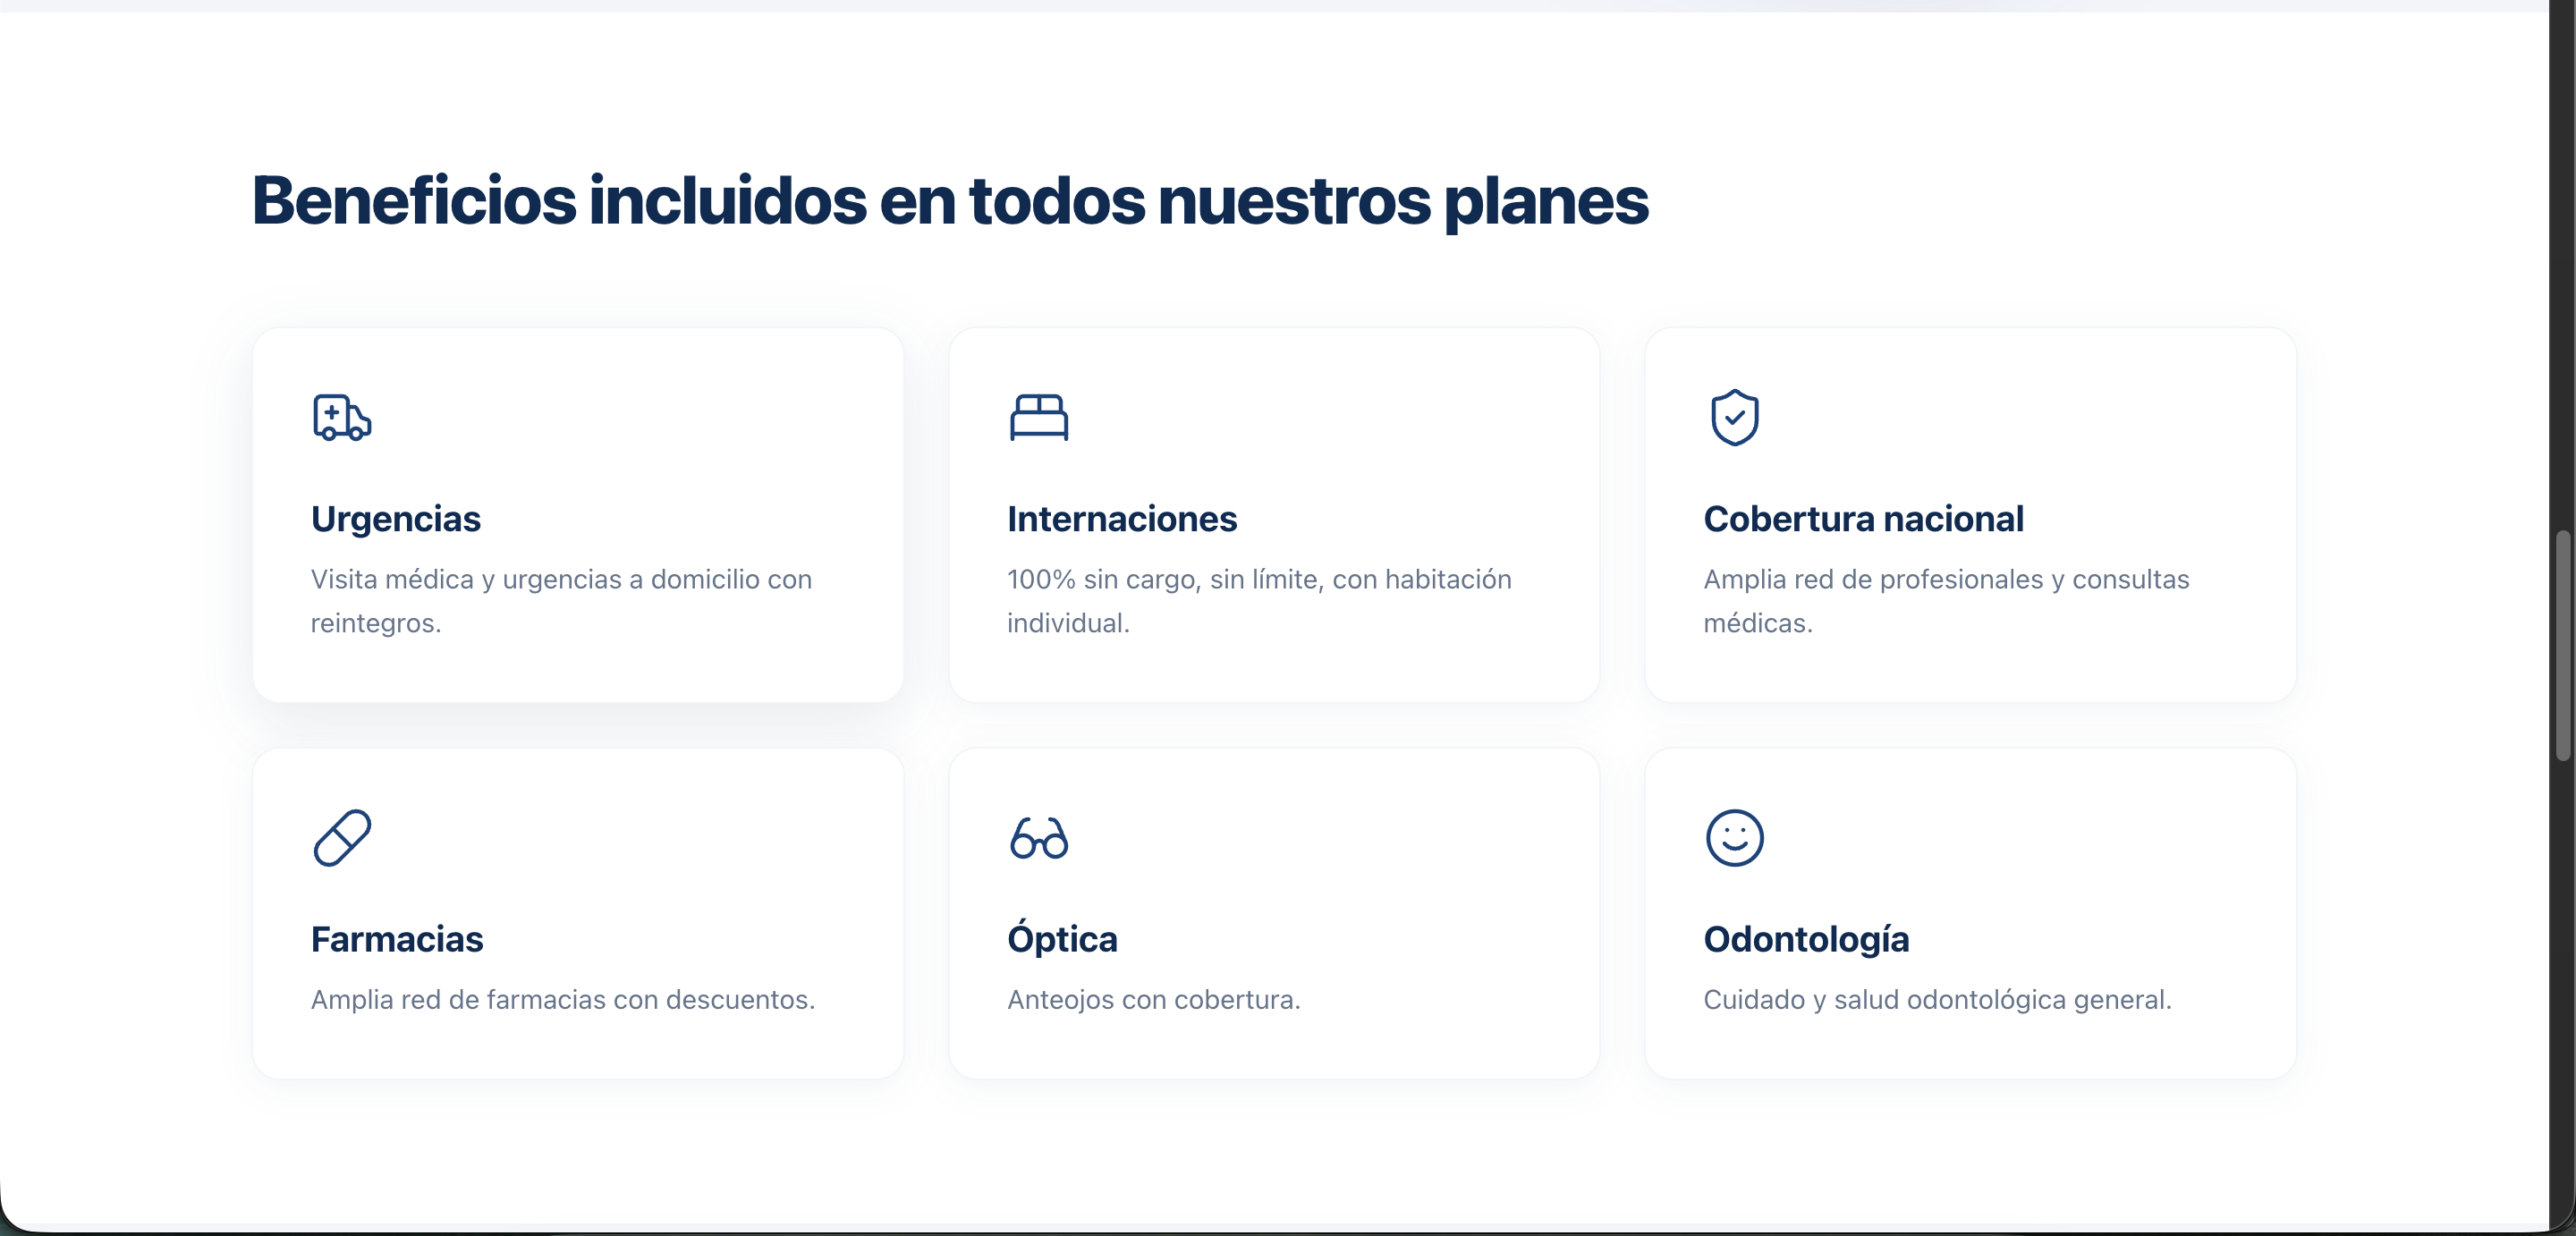 Beneficios incluidos en todos nuestros planes
Urgencias
Visita médica y urgencias a domicilio con
reintegros.
Internaciones
100% sin cargo, sin límite, con habitación
individual.
Cobertura nacional
Amplia red de profesionales y consultas
médicas.
Farmacias
Amplia red de farmacias con descuentos.
Óptica
Anteojos con cobertura.
Odontología
Cuidado y salud odontológica general.